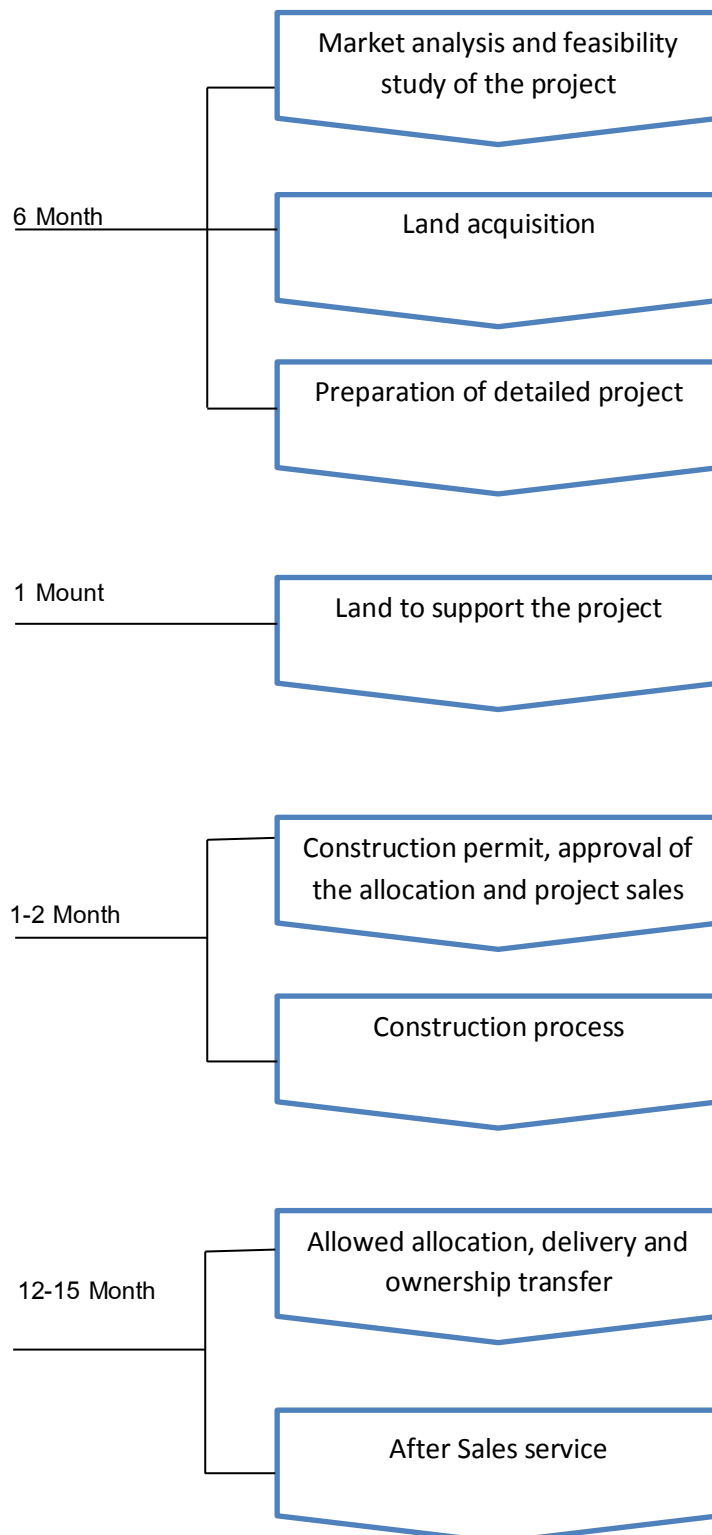 Market analysis and feasibility
study of the project
6 Month
Land acquisition
Preparation of detailed project
1 Mount
Land to support the project
Construction permit, approval of
the allocation and project sales
1-2 Month
Construction process
Allowed allocation, delivery and
ownership transfer
12-15 Month
After Sales service